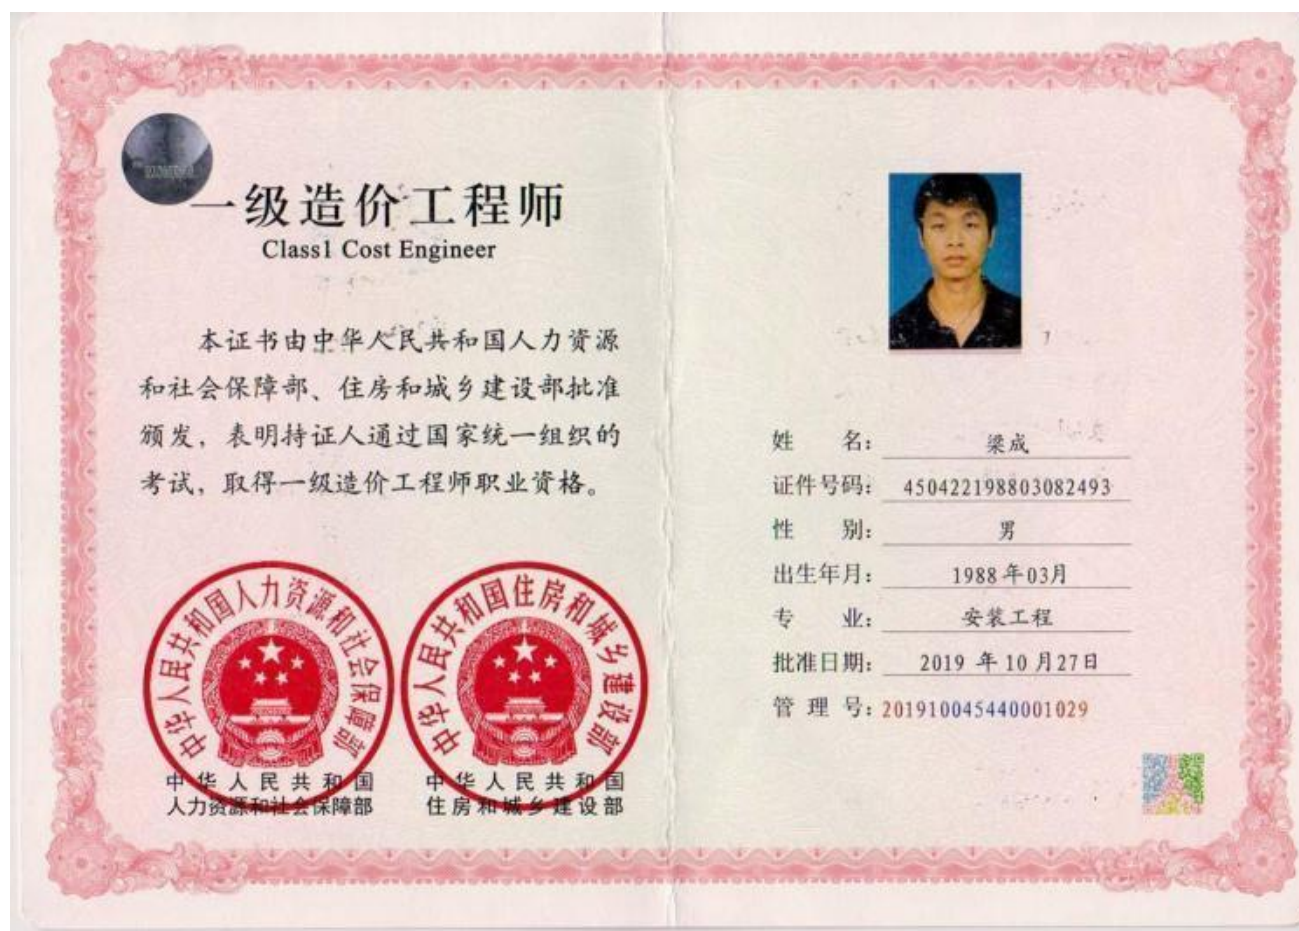 一级造价工程师
Class1 Cost Engineer
本证书由中华人民共和国人力资源
和社会保障部、住房和城乡建设部批准
颁发，表明持证人通过国家统一组织的
考试，取得一级造价工程师职业资格。
中华人民共和国人力资源和社会保障部
中华人民共和国住房和城乡建设部
中华人民共和国
人力资源和社会保障部
中华人民共和国
住房和城乡建设部
姓 名： 梁成
证件号码： 450422198803082493
性 别： 男
出生年月： 1988年03月
专 业： 安装工程
批准日期： 2019 年 10 月27日
管 理 号：201910045440001029